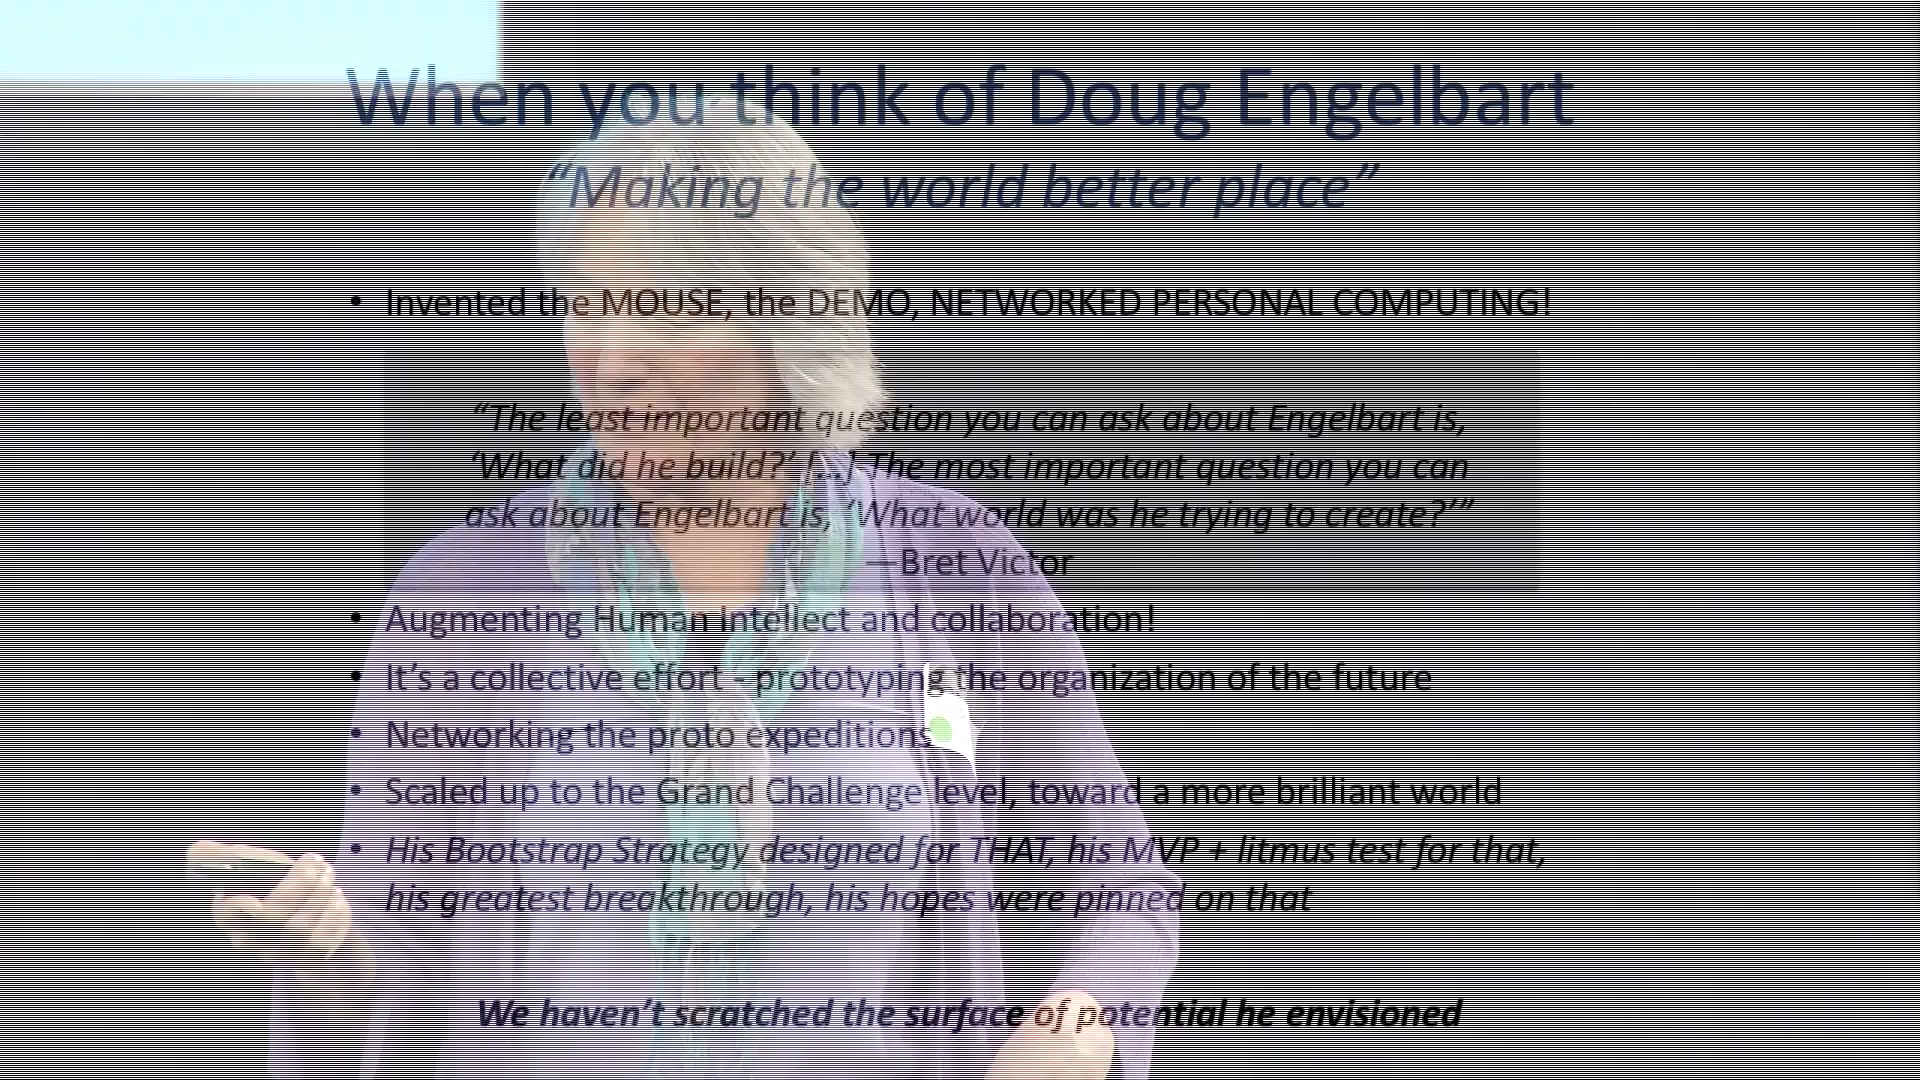 When you think of Doug Engelbart
“Making the world better place”
• Invented the MOUSE, the DEMO, NETWORKED PERSONAL COMPUTING!
“The least important question you can ask about Engelbart is,
‘What did he build?’ [...] The most important question you can
ask about Engelbart is, ‘What world was he trying to create?’”
—Bret Victor
• Augmenting Human Intellect and collaboration!
• It’s a collective effort - prototyping the organization of the future
• Networking the proto expeditions
• Scaled up to the Grand Challenge level, toward a more brilliant world
• His Bootstrap Strategy designed for THAT, his MVP + litmus test for that,
his greatest breakthrough, his hopes were pinned on that
We haven’t scratched the surface of potential he envisioned